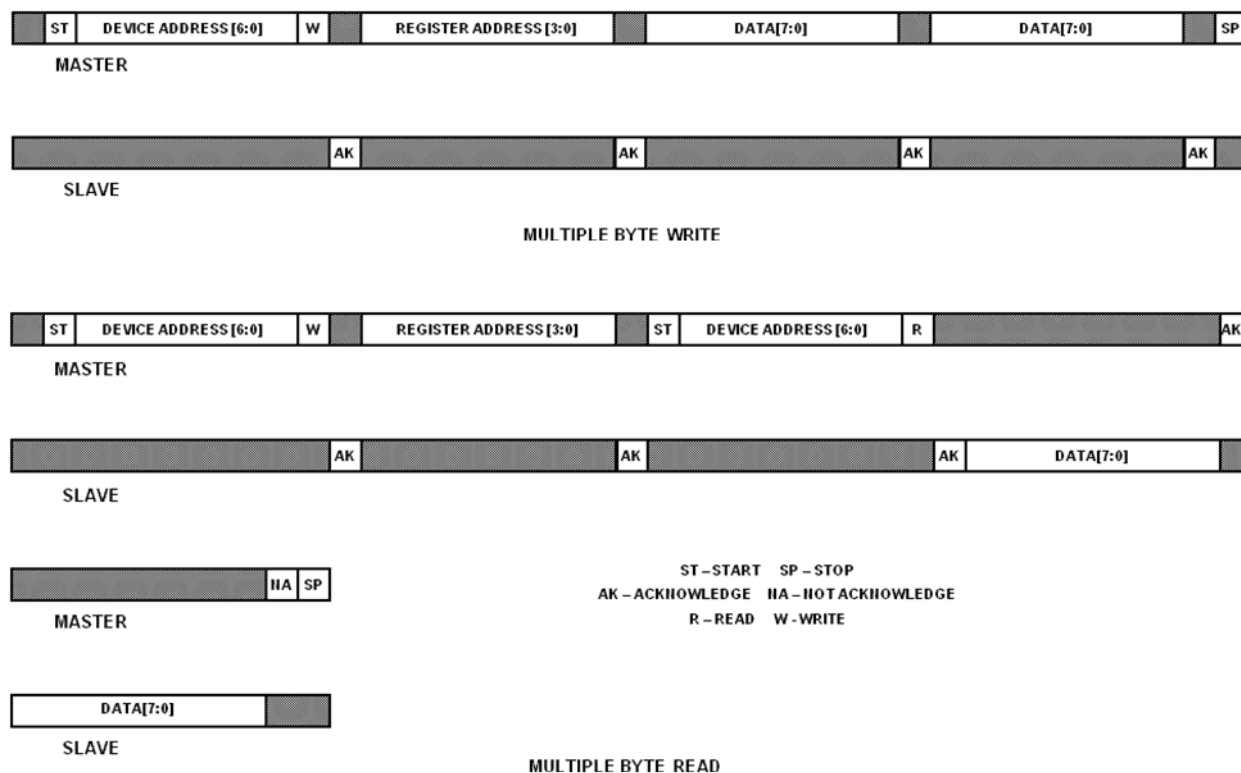 ST DEVICE ADDRESS[6:0] W REGISTER ADDRESS[3:0] DATA[7:0] DATA[7:0] SP
MASTER
AK AK AK AK
SLAVE
MULTIPLE BYTE WRITE
ST DEVICE ADDRESS[6:0] W REGISTER ADDRESS[3:0] ST DEVICE ADDRESS[6:0] R AK
MASTER
AK AK AK DATA[7:0]
SLAVE
NA SP
MASTER
ST – START SP – STOP
AK – ACKNOWLEDGE NA – NOT ACKNOWLEDGE
R – READ W - WRITE
DATA[7:0]
SLAVE
MULTIPLE BYTE READ